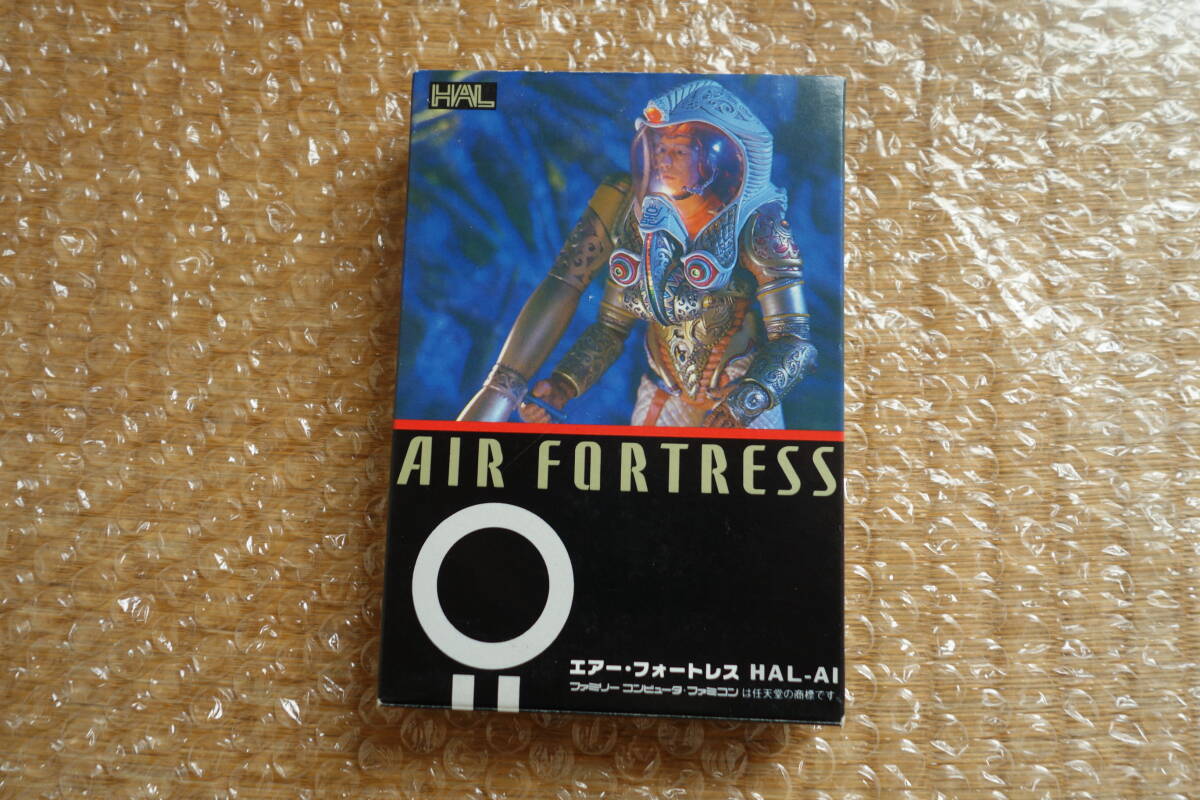 HAL
AIR FORTRESS
エアー・フォートレス HAL-AI
ファミリー コンピュータ・ファミコン は任天堂の商標です